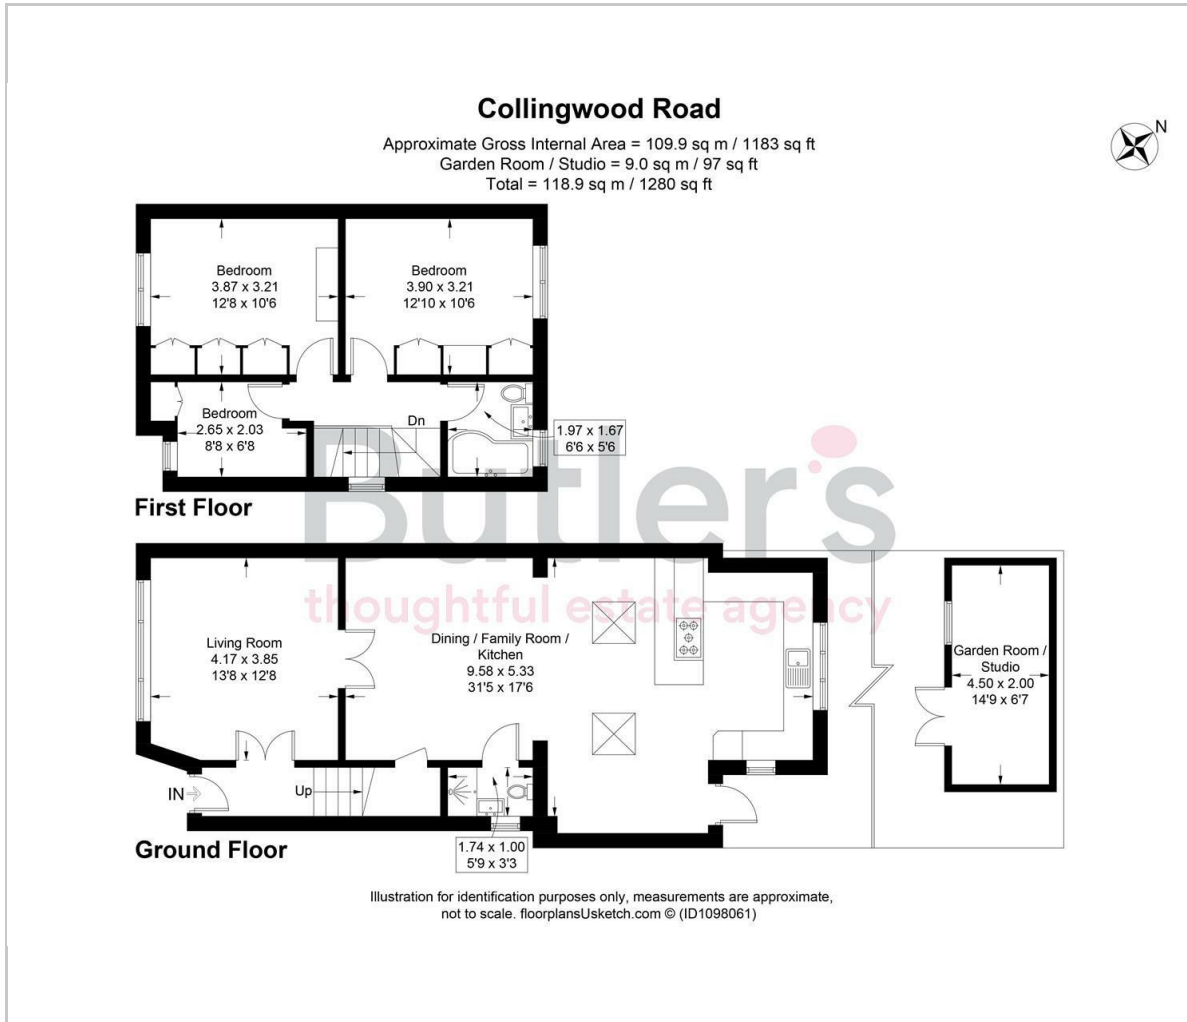 Collingwood Road
Approximate Gross Internal Area = 109.9 sq m / 1183 sq ft
Garden Room / Studio = 9.0 sq m / 97 sq ft
Total = 118.9 sq m / 1280 sq ft
N
Bedroom
3.87 x 3.21
12'8 x 10'6
Bedroom
3.90 x 3.21
12'10 x 10'6
Bedroom
2.65 x 2.03
8'8 x 6'8
Dn
1.97 x 1.67
6'6 x 5'6
First Floor
Butler's
thoughtful estate agency
Living Room
4.17 x 3.85
13'8 x 12'8
Dining / Family Room /
Kitchen
9.58 x 5.33
31'5 x 17'6
Garden Room /
Studio
4.50 x 2.00
14'9 x 6'7
IN
Up
1.74 x 1.00
5'9 x 3'3
Ground Floor
Illustration for identification purposes only, measurements are approximate,
not to scale. floorplansUsketch.com © (ID1098061)